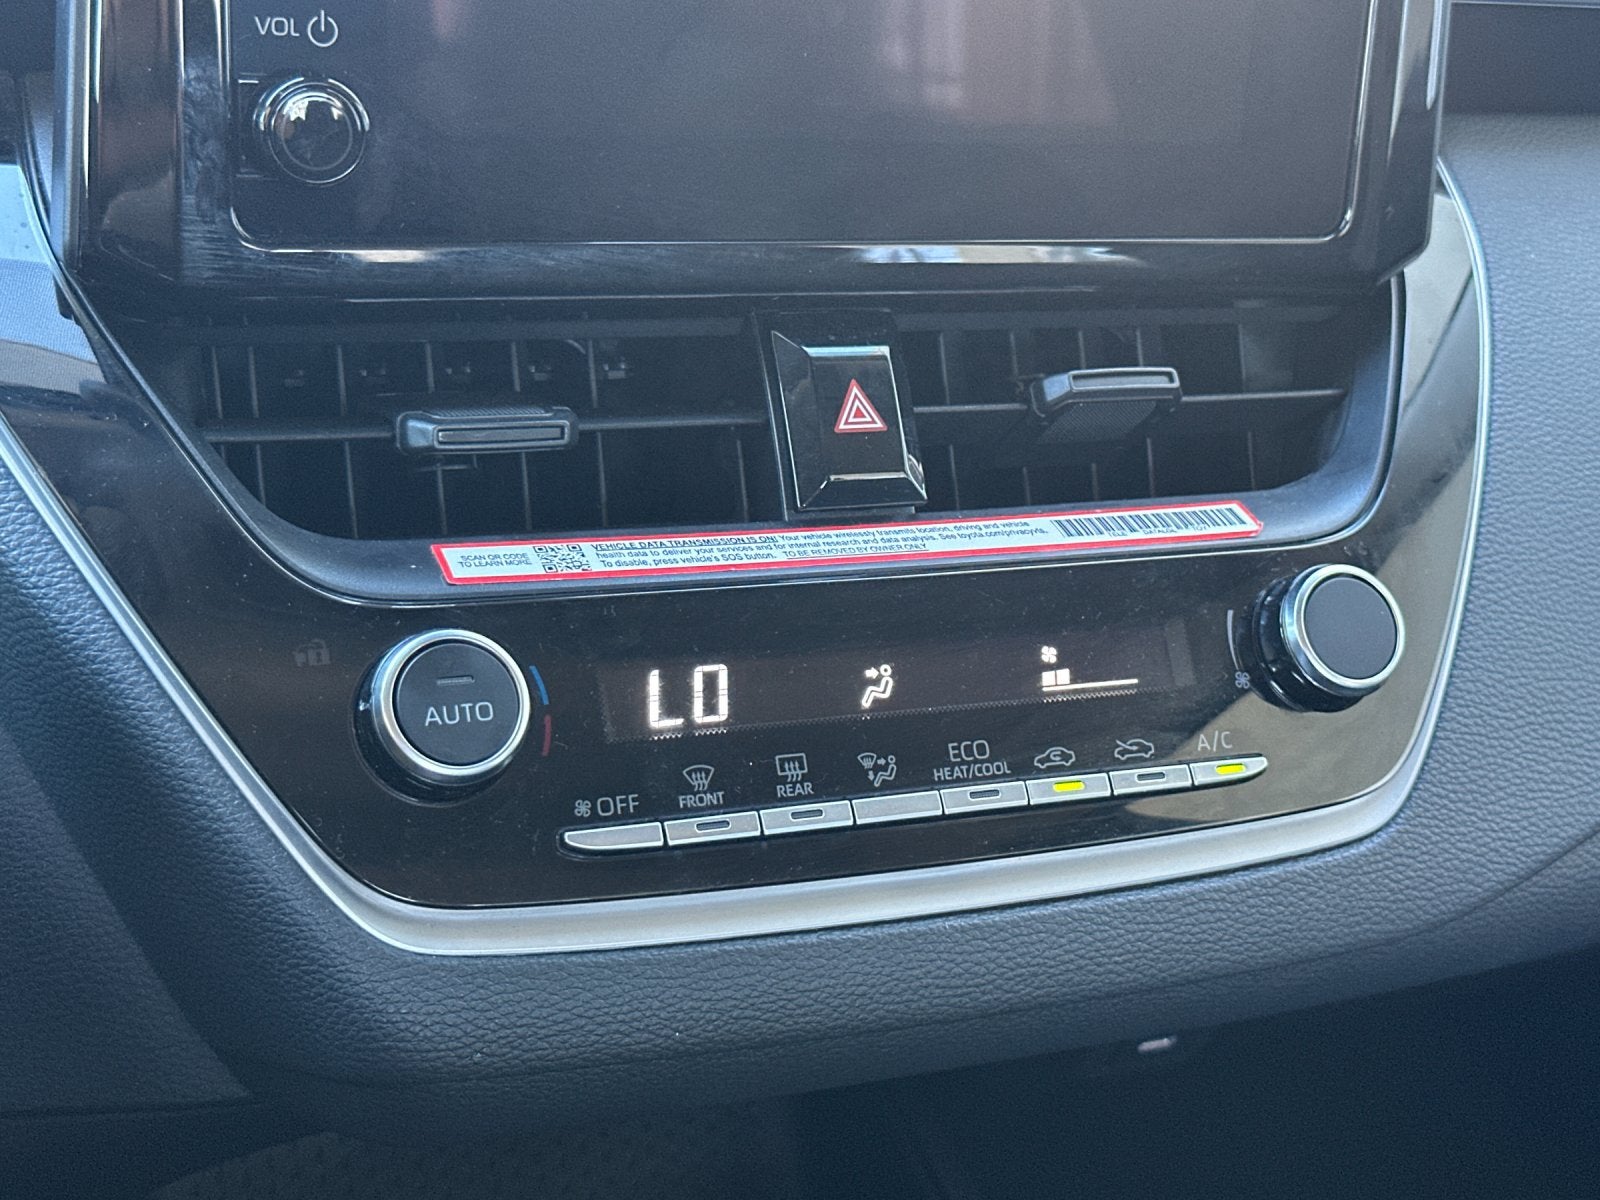 VOL
SCAN QR CODE
TO LEARN MORE
VEHICLE DATA TRANSMISSION IS ON! Your vehicle wirelessly transmits location, driving and vehicle
health data to deliver your services and for internal research and data analysis. See toyota.com/privacyvts.
To disable, press vehicle's SOS button. TO BE REMOVED BY OWNER ONLY
TELE
AUTO
LO
OFF
FRONT
REAR
ECO
HEAT/COOL
A/C